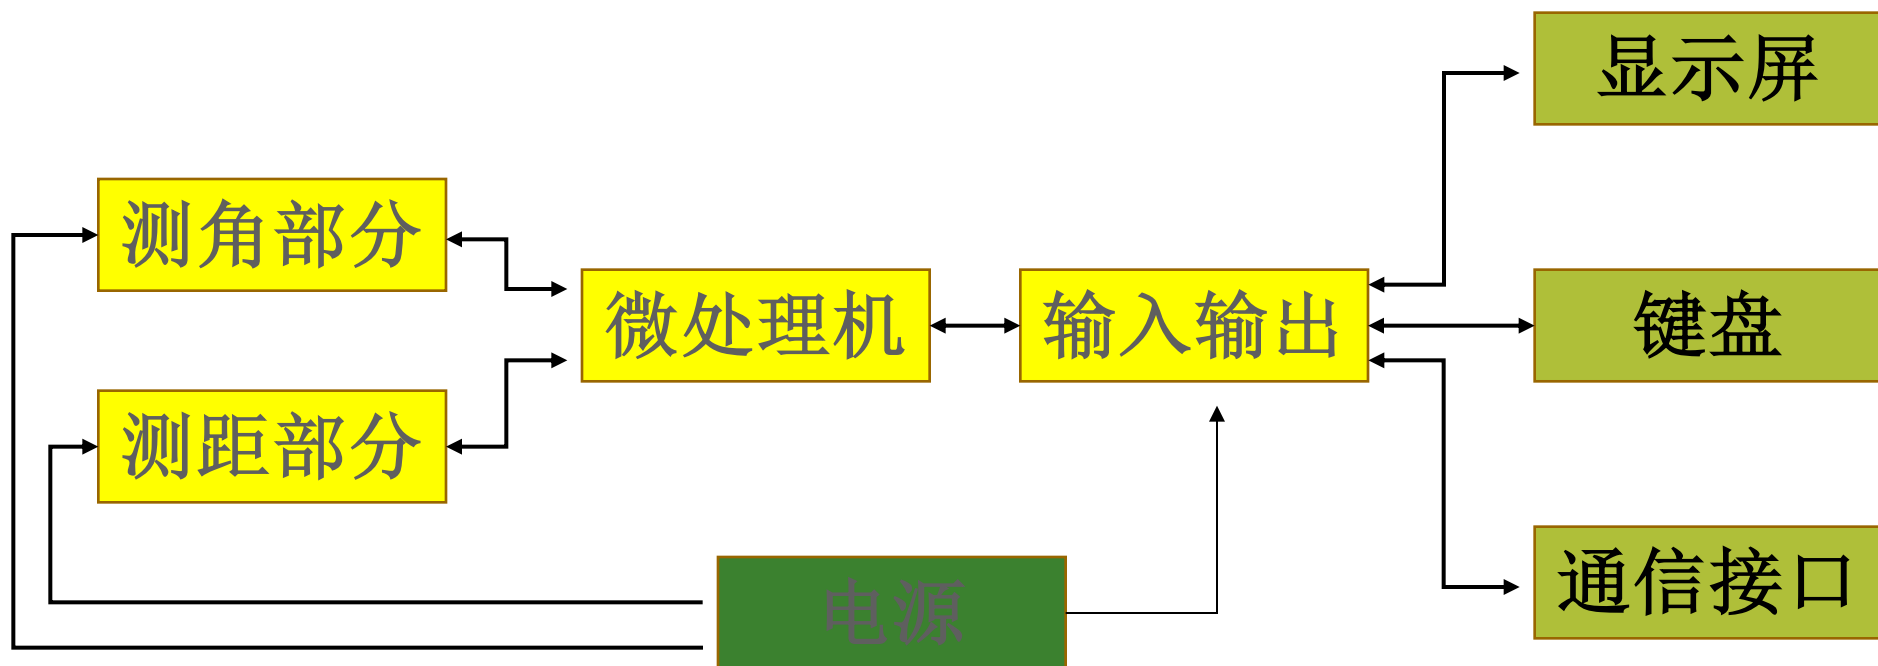 显示屏
测角部分
微处理机
输入输出
键盘
测距部分
通信接口
电源